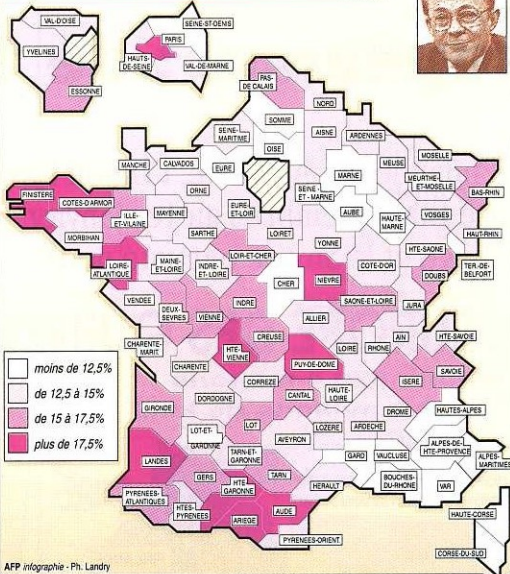 VAL-D'OISE
YVELINES
ESSONNE
SEINE-ST-DENIS
PARIS
HAUTS-
DE-SEINE
VAL-DE-MARNE
PAS-
DE CALAIS
NORD
SOMME
SEINE-
MARITIME
AISNE
ARDENNES
OISE
MANCHE
CALVADOS
EURE
MEUSE
MOSELLE
MARNE
MEURTHE-
ET-MOSELLE
BAS-RHIN
ORNE
SEINE -
ET - MARNE
FINISTERE
COTES-D'ARMOR
ILLE-
ET-VILAINE
MAYENNE
EURE-
ET-LOIR
AUBE
HAUTE-
MARNE
VOSGES
MORBIHAN
SARTHE
LOIRET
YONNE
HAUT-RHIN
LOIR-ET-CHER
HTE-SAONE
LOIRE-
ATLANTIQUE
MAINE-
ET-LOIRE
INDRE-
ET-LOIRE
CHER
NIEVRE
COTE-D'OR
DOUBS
TER-DE-
BELFORT
VENDEE
DEUX-
SEVRES
VIENNE
INDRE
SAONE-ET-LOIRE
JURA
ALLIER
CHARENTE-
MARIT.
CHARENTE
HTE-
VIENNE
CREUSE
PUY-DE-DOME
LOIRE
RHONE
AIN
HTE-SAVOIE
SAVOIE
ISERE
moins de 12,5%
de 12,5 à 15%
de 15 à 17,5%
plus de 17,5%
GIRONDE
DORDOGNE
CORREZE
CANTAL
HAUTE-
LOIRE
DROME
HAUTES-ALPES
LOT-ET-
GARONNE
LOT
AVEYRON
LOZERE
ARDECHE
LANDES
TARN-ET-
GARONNE
GARD
VAUCLUSE
ALPES-DE-
HTE-PROVENCE
ALPES-
MARITIMES
GERS
TARN
HERAULT
BOUCHES-
DU-RHONE
VAR
PYRENEES-
ATLANTIQUES
HTES-
PYRENEES
HTE
GARONNE
ARIEGE
AUDE
PYRENEES-ORIENT.
HAUTE-CORSE
CORSE-DU-SUD
AFP infographie - Ph. Landry